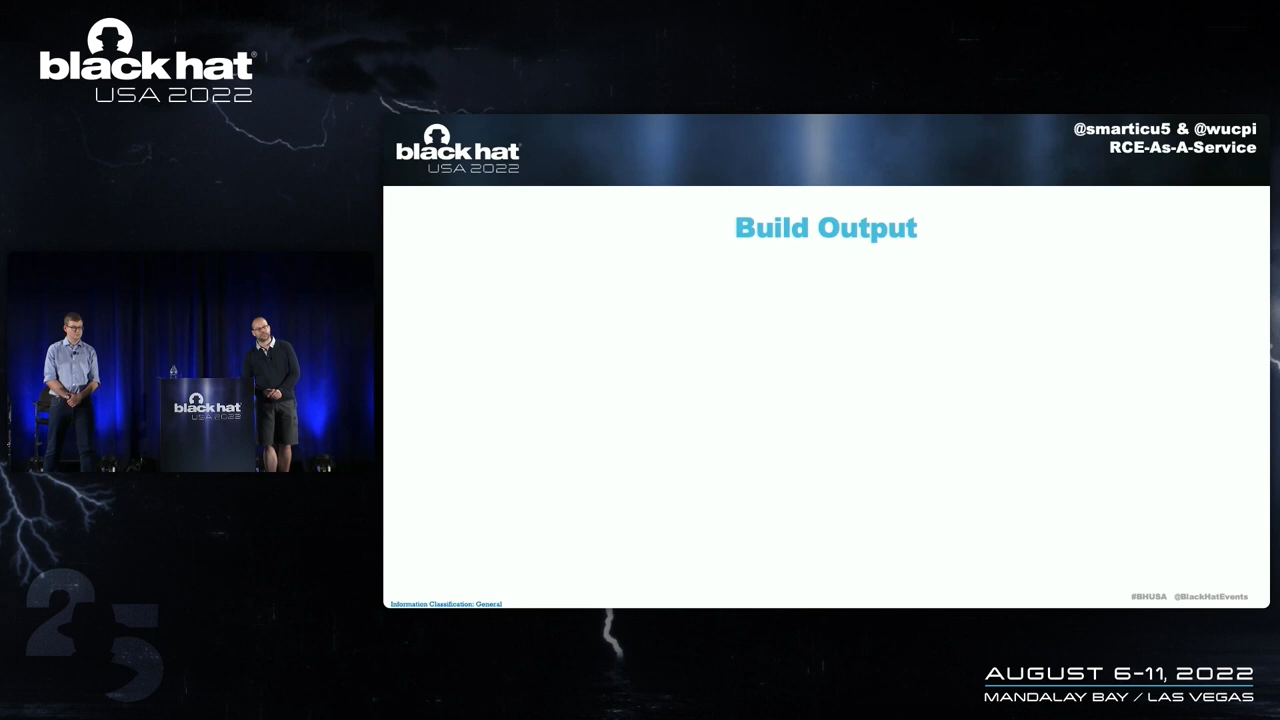 black hat®
USA 2022
black hat®
USA 2022
@smarticu5 & @wucpi
RCE-As-A-Service
Build Output
black hat
USA 2022
Information Classification: General
#BHUSA @BlackHatEvents
25
AUGUST 6-11, 2022
MANDALAY BAY / LAS VEGAS